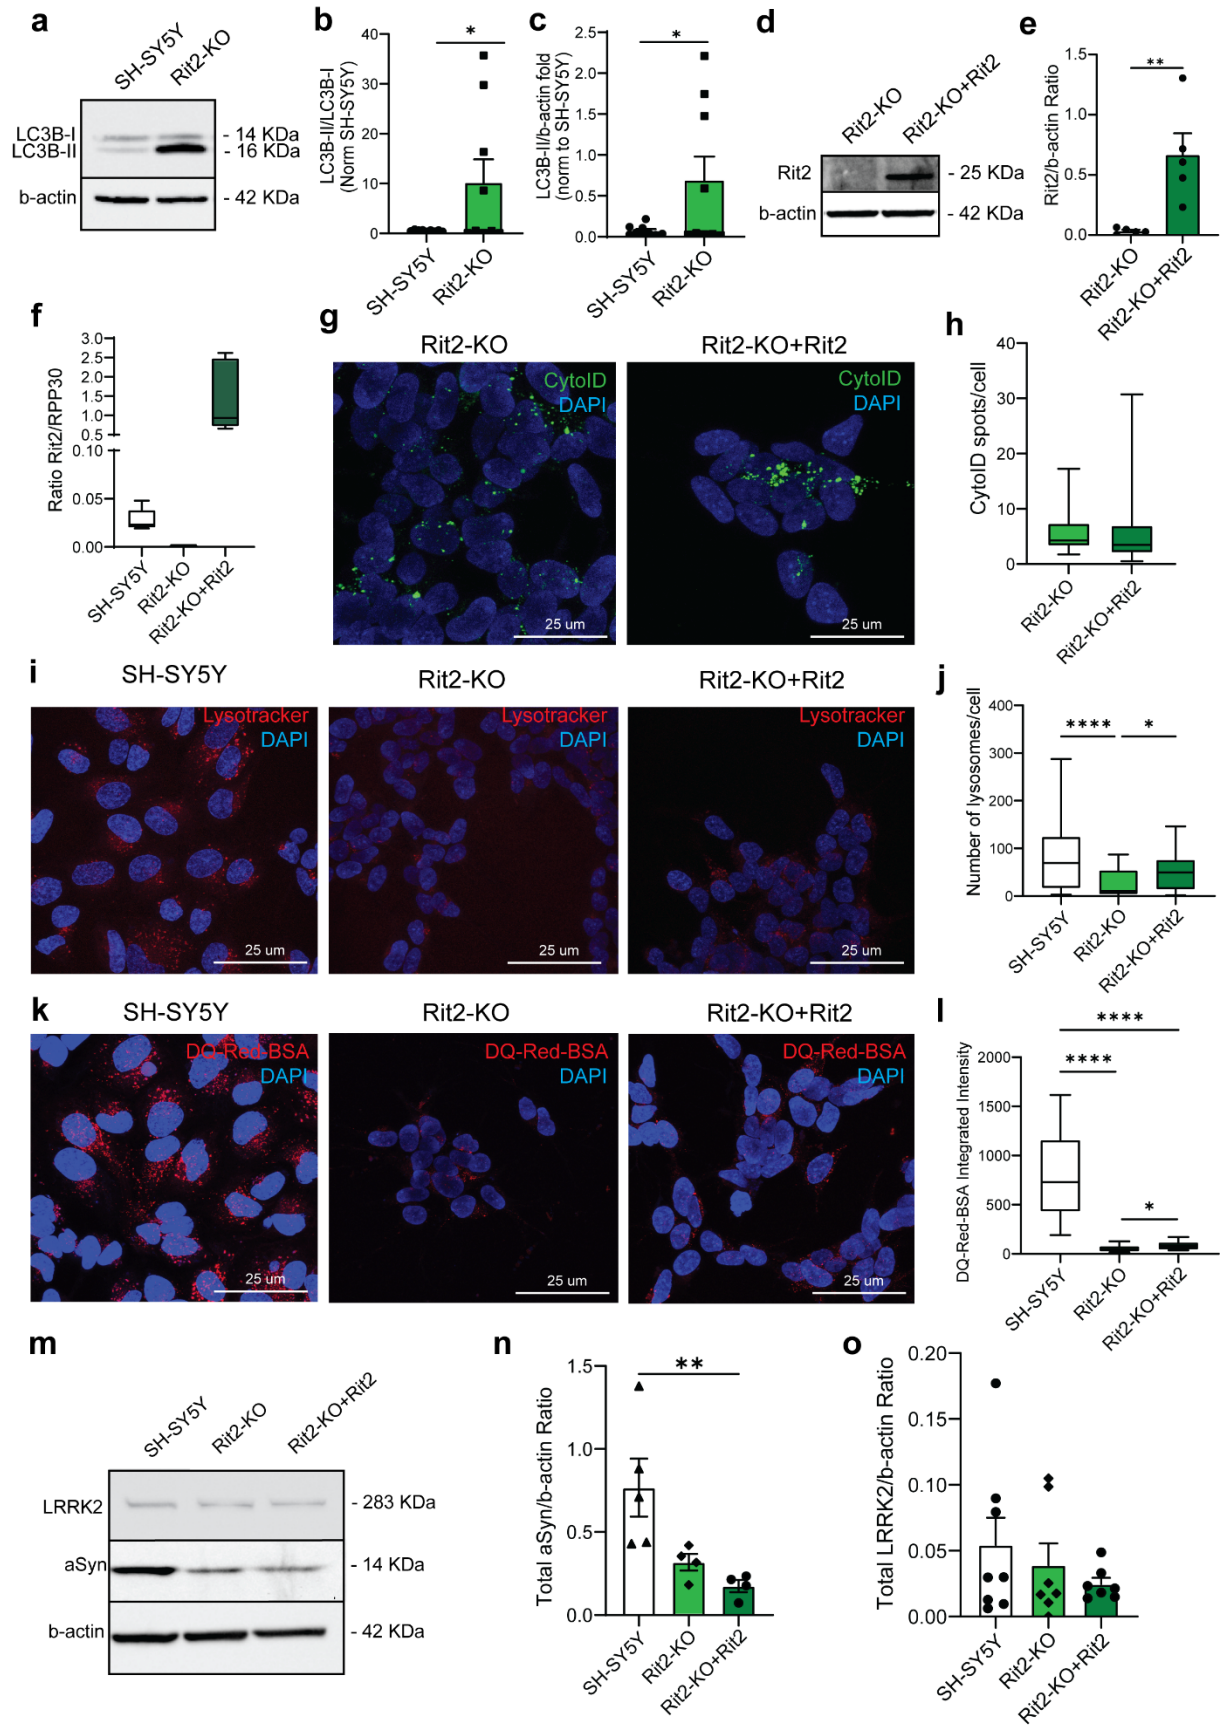 a
SH-SY5Y
Rit2-KO
LC3B-I
LC3B-II
b-actin
- 14 KDa
- 16 KDa
- 42 KDa
b
LC3B-II/LC3B-I
(Norm SH-SY5Y)
40
30
20
10
0
*
SH-SY5Y
Rit2-KO
c
LC3B-II/b-actin fold
(norm to SH-SY5Y)
2.5
2.0
1.5
1.0
0.5
0.0
*
SH-SY5Y
Rit2-KO
d
Rit2-KO
Rit2-KO+Rit2
Rit2
b-actin
- 25 KDa
- 42 KDa
e
Rit2/b-actin Ratio
1.5
1.0
0.5
0.0
**
Rit2-KO
Rit2-KO+Rit2
f
Ratio Rit2/RPP30
3.0
2.5
2.0
1.5
1.0
0.5
0.10
0.05
0.00
SH-SY5Y
Rit2-KO
Rit2-KO+Rit2
g
Rit2-KO
CytoID
DAPI
25 um
Rit2-KO+Rit2
CytoID
DAPI
25 um
h
CytoID spots/cell
40
30
20
10
0
Rit2-KO
Rit2-KO+Rit2
i
SH-SY5Y
Lysotracker
DAPI
25 um
Rit2-KO
Lysotracker
DAPI
25 um
Rit2-KO+Rit2
Lysotracker
DAPI
25 um
j
Number of lysosomes/cell
400
300
200
100
0
****
*
SH-SY5Y
Rit2-KO
Rit2-KO+Rit2
k
SH-SY5Y
DQ-Red-BSA
DAPI
25 um
Rit2-KO
DQ-Red-BSA
DAPI
25 um
Rit2-KO+Rit2
DQ-Red-BSA
DAPI
25 um
l
DQ-Red-BSA Integrated Intensity
2000
1500
1000
500
0
****
****
*
SH-SY5Y
Rit2-KO
Rit2-KO+Rit2
m
SH-SY5Y
Rit2-KO
Rit2-KO+Rit2
LRRK2
aSyn
b-actin
- 283 KDa
- 14 KDa
- 42 KDa
n
Total aSyn/b-actin Ratio
1.5
1.0
0.5
0.0
**
SH-SY5Y
Rit2-KO
Rit2-KO+Rit2
o
Total LRRK2/b-actin Ratio
0.20
0.15
0.10
0.05
0.00
SH-SY5Y
Rit2-KO
Rit2-KO+Rit2